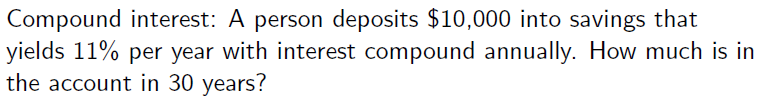 Compound interest: A person deposits $10,000 into savings that
yields 11% per year with interest compound annually. How much is in
the account in 30 years?